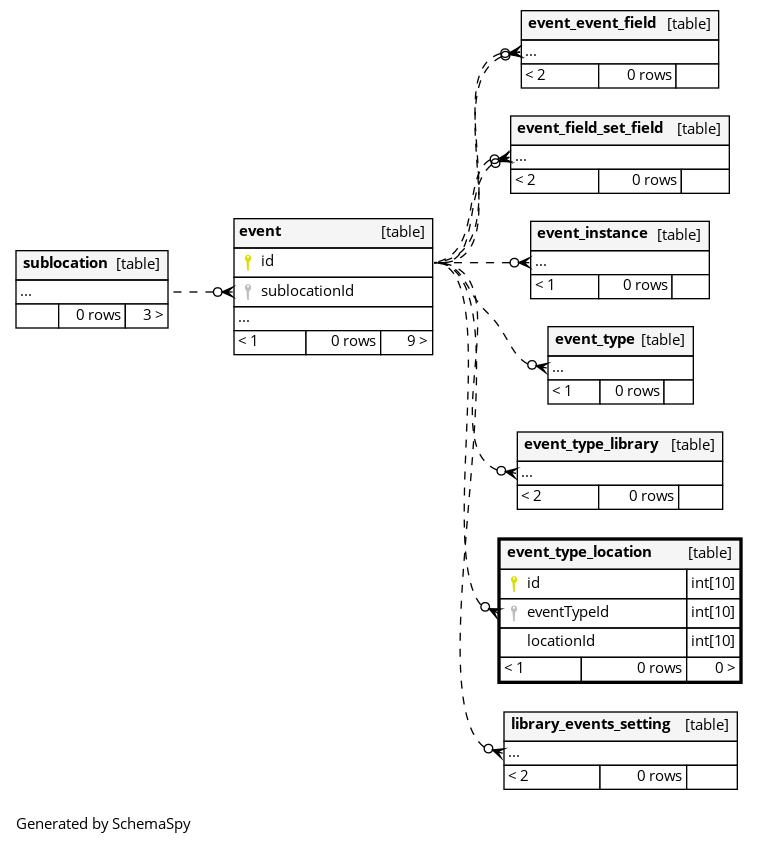 event_event_field [table]
...
< 2 0 rows
event_field_set_field [table]
...
< 2 0 rows
event_instance [table]
...
< 1 0 rows
sublocation [table]
...
0 rows 3 >
event [table]
id
sublocationId
...
< 1 0 rows 9 >
event_type [table]
...
< 1 0 rows
event_type_library [table]
...
< 2 0 rows
event_type_location [table]
id int[10]
eventTypeId int[10]
locationId int[10]
< 1 0 rows 0 >
library_events_setting [table]
...
< 2 0 rows
Generated by SchemaSpy